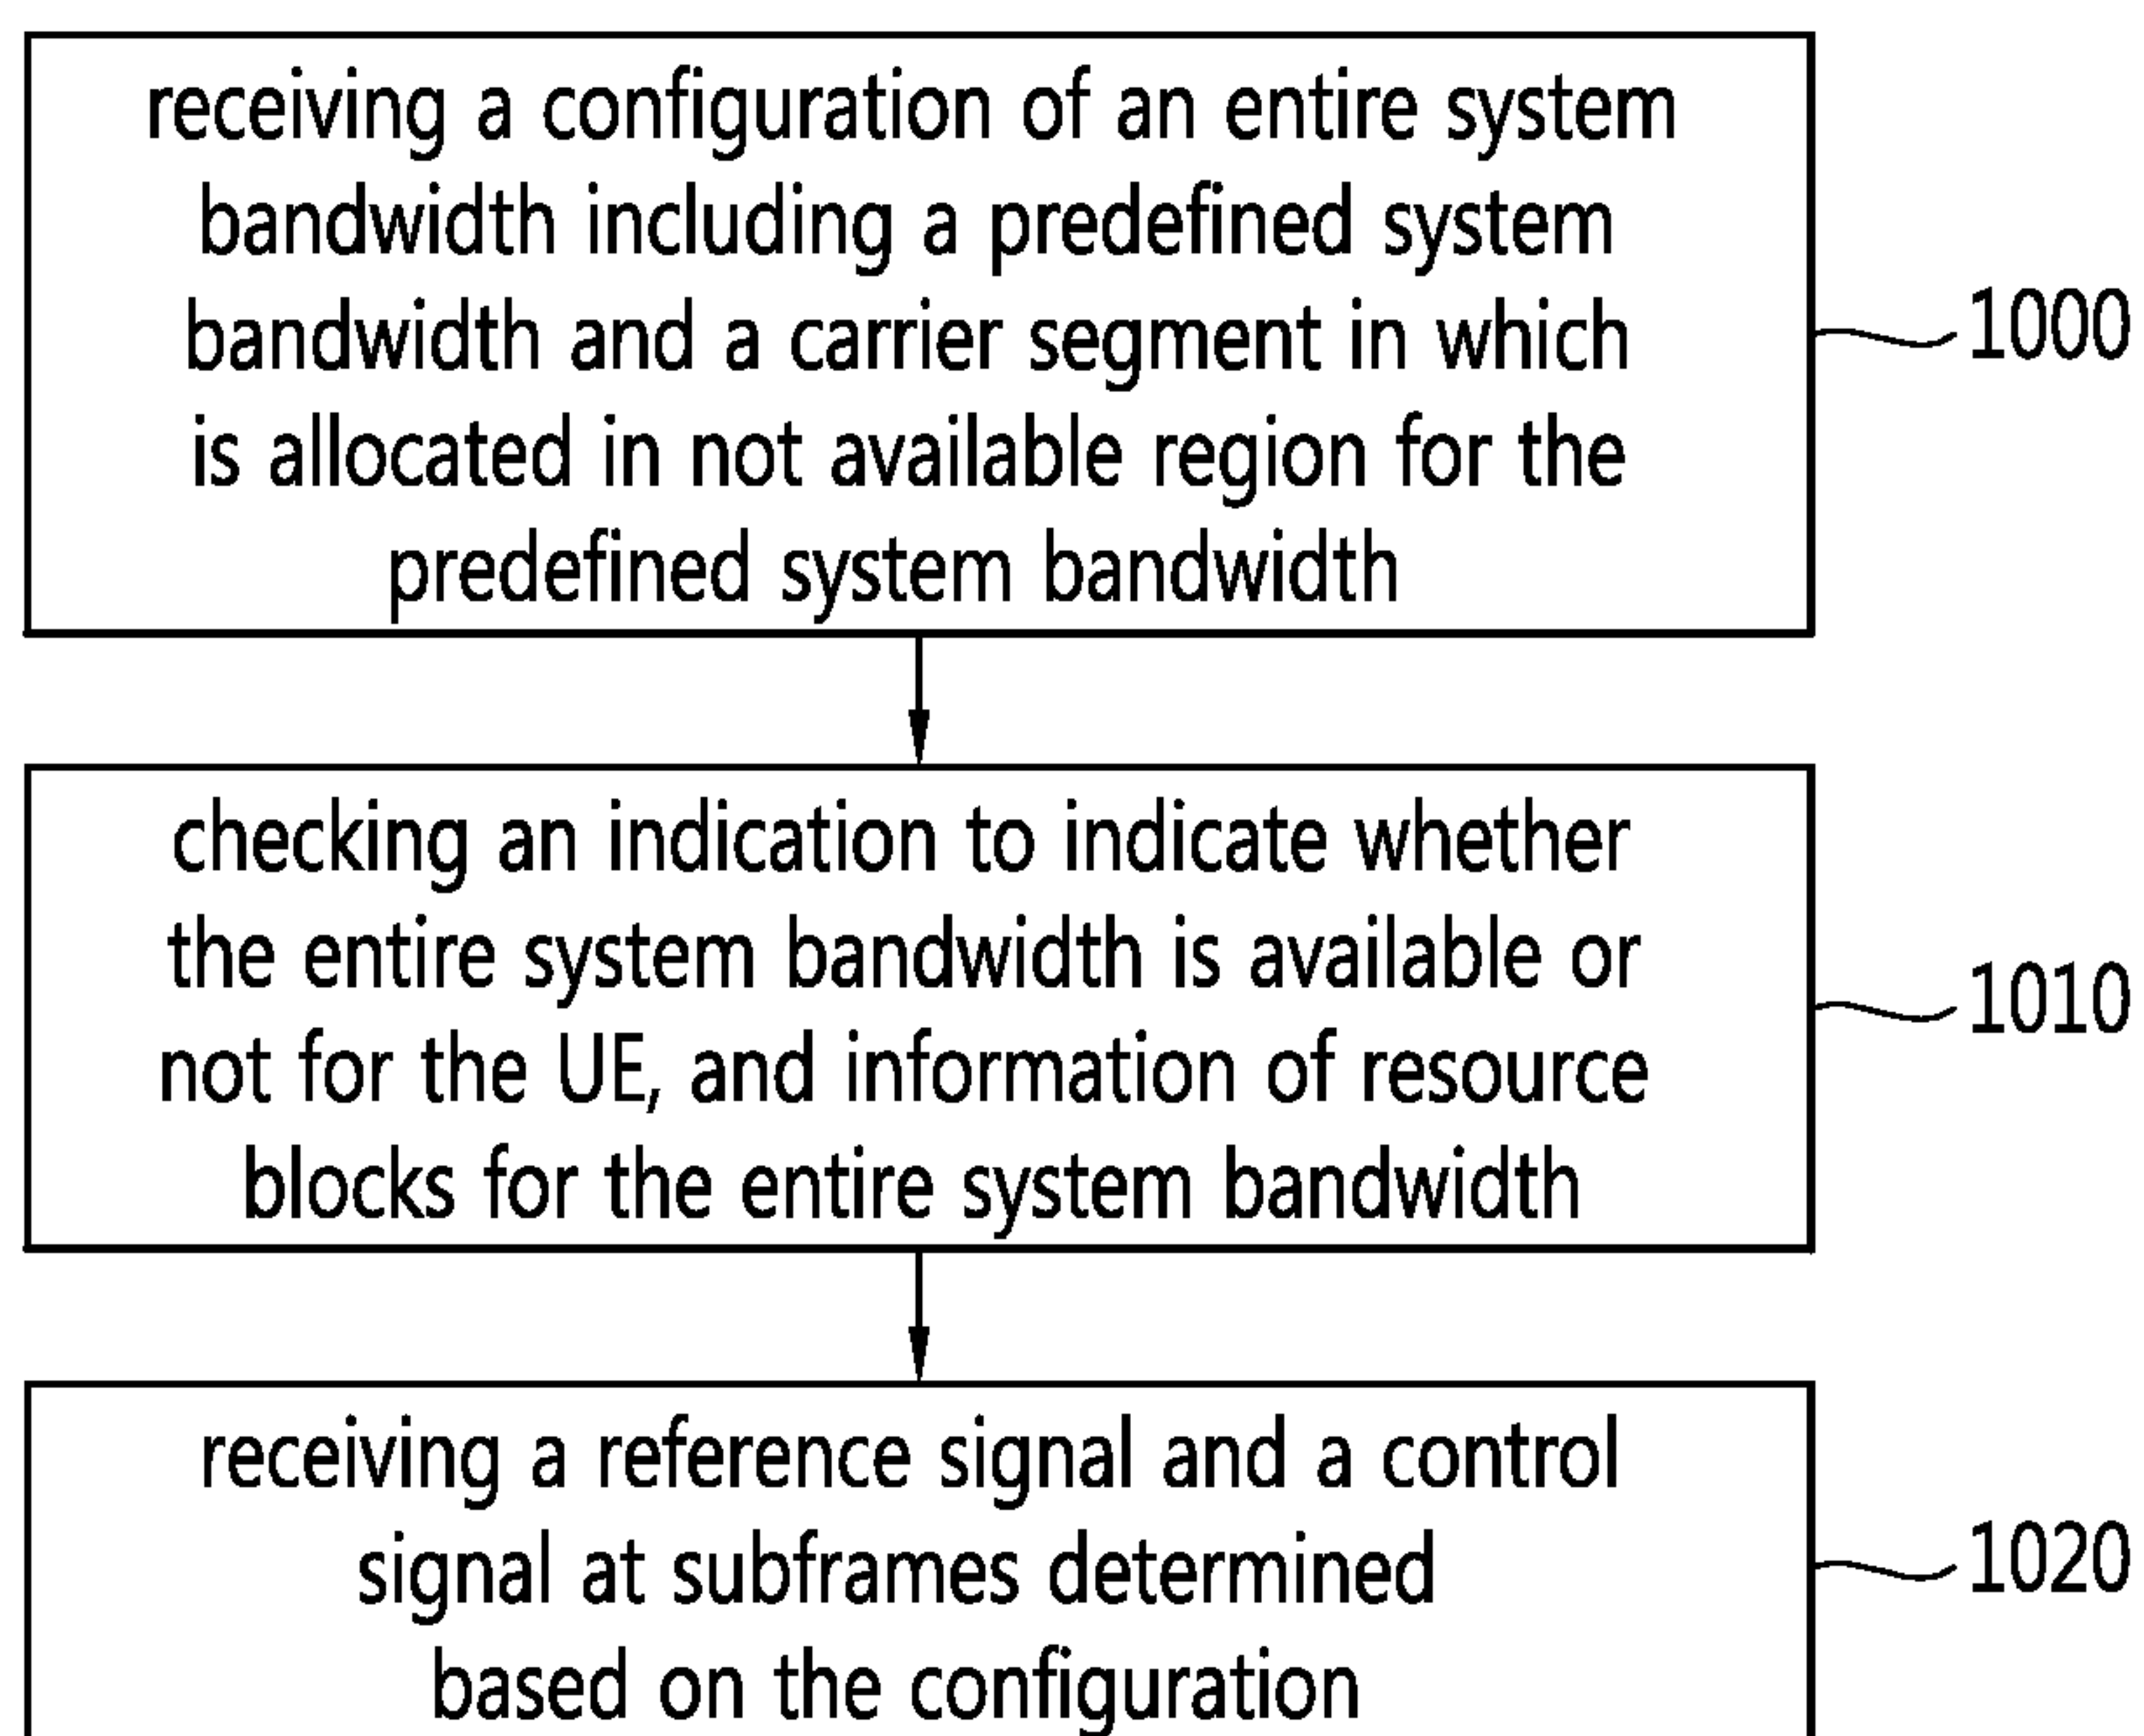 receiving a configuration of an entire system
bandwidth including a predefined system
bandwidth and a carrier segment in which
is allocated in not available region for the
predefined system bandwidth
1000
checking an indication to indicate whether
the entire system bandwidth is available or
not for the UE, and information of resource
blocks for the entire system bandwidth
1010
receiving a reference signal and a control
signal at subframes determined
based on the configuration
1020